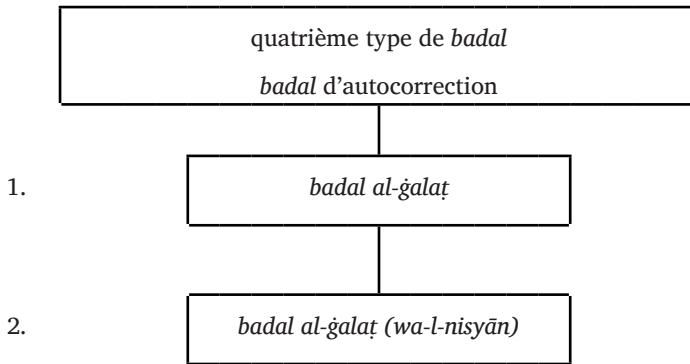 quatrième type de badal
badal d’autocorrection
1. badal al-ġalaṭ
2. badal al-ġalaṭ (wa-l-nisyān)